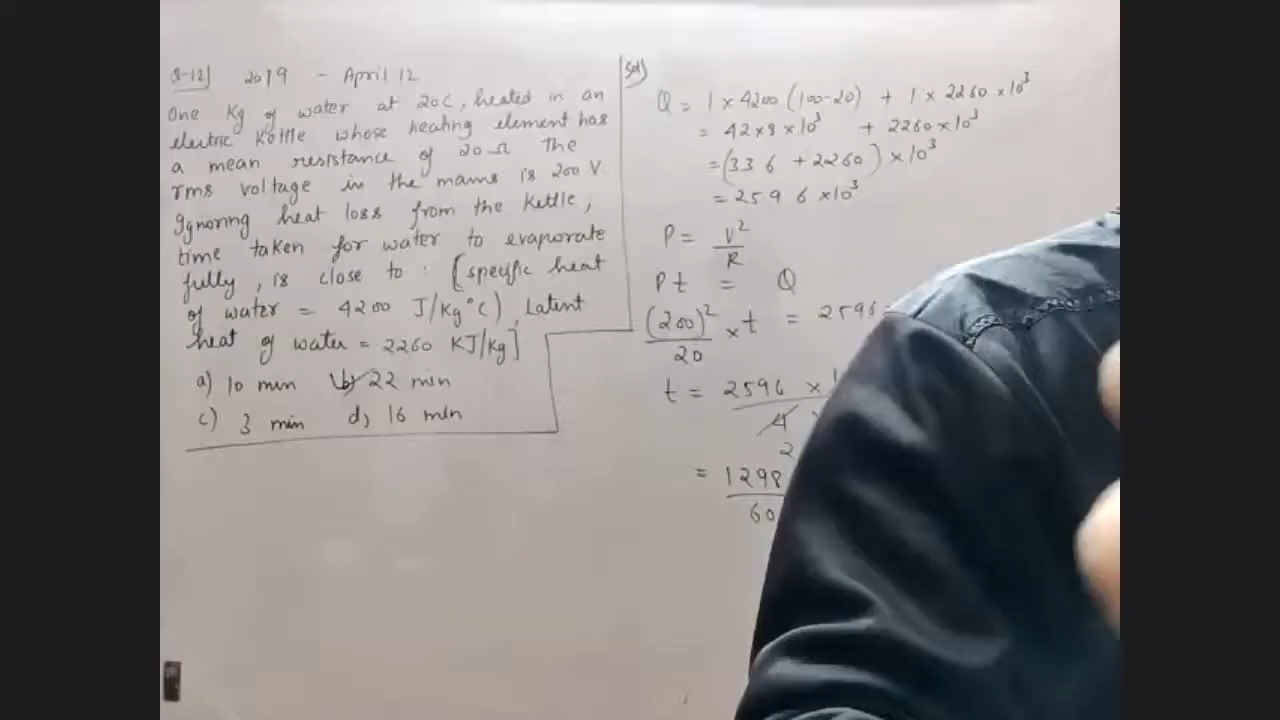 Q-12] 2019 - April 12
One Kg of water at 20C, heated in an
electric Kettle whose heating element has
a mean resistance of 20 Ω The
rms voltage in the mains is 200 V.
Ignoring heat loss from the Kettle,
time taken for water to evaporate
fully, is close to : [specific heat
of water = 4200 J/Kg°C), Latent
heat of water = 2260 KJ/Kg]
a) 10 min b) 22 min
c) 3 min d) 16 min
Sol)
Q = 1 x 4200 (100-20) + 1 x 2260 x 10³
= 42 x 8 x 10³ + 2260 x 10³
= (336 + 2260) x 10³
= 2596 x 10³
P = V²/R
Pt = Q
(200)²/20 x t = 2596
t = 2596 x
4
2
= 1298
60